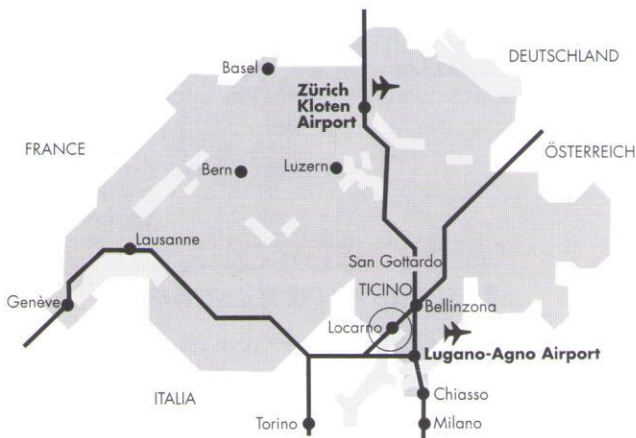 DEUTSCHLAND
Basel
Zürich
Kloten
Airport
FRANCE
ÖSTERREICH
Bern
Luzern
Lausanne
San Gottardo
TICINO
Genève
Bellinzona
Locarno
Lugano-Agno Airport
ITALIA
Chiasso
Torino
Milano